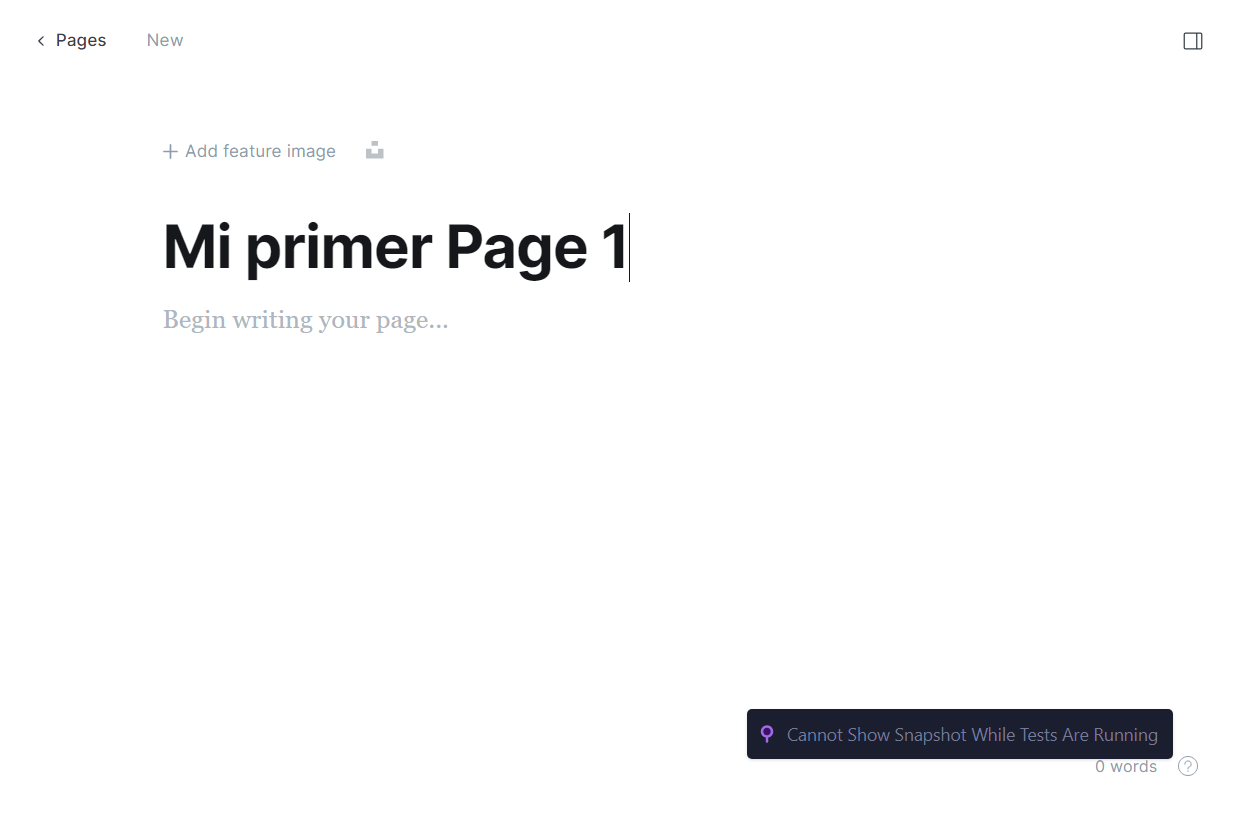 Pages New
Add feature image
Mi primer Page 1
Begin writing your page...
Cannot Show Snapshot While Tests Are Running
0 words ?